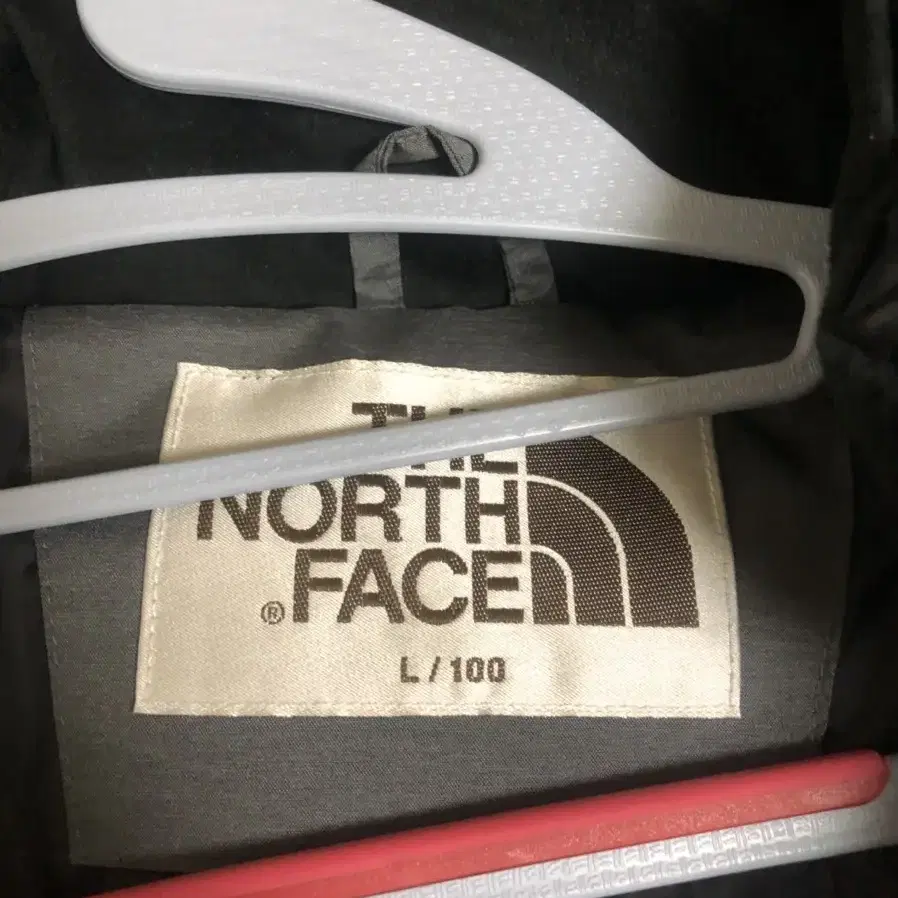 THE
NORTH
FACE
®
L / 100